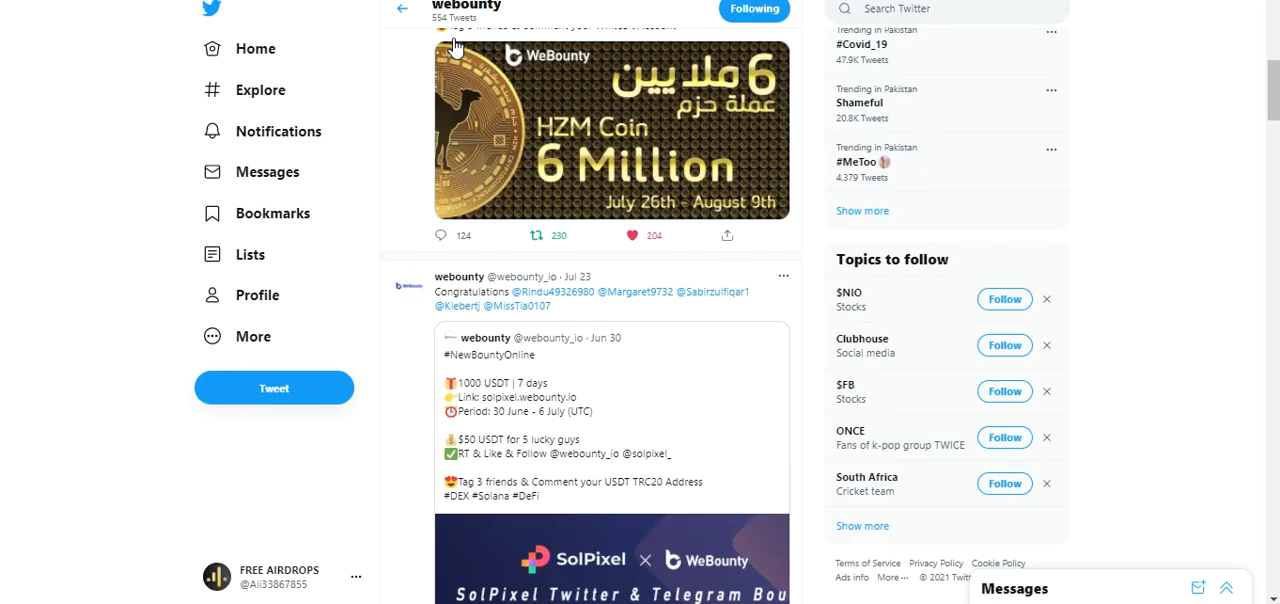 Home
Explore
Notifications
Messages
Bookmarks
Lists
Profile
More
Tweet
FREE AIRDROPS
@Ali33867855
webounty
554 Tweets
Following
WeBounty
6 ملايين
عملة حزم
HZM Coin
6 Million
July 26th - August 9th
124
230
204
webounty @webounty_io · Jul 23
Congratulations @Rindu49326980 @Margaret9732 @Sabirzulfiqar1
@Klebertj @MissTia0107
webounty @webounty_io · Jun 30
#NewBountyOnline
🎁1000 USDT | 7 days
👉Link: solpixel.webounty.io
⏰Period: 30 June - 6 July (UTC)
💰$50 USDT for 5 lucky guys
✅RT & Like & Follow @webounty_io @solpixel_
😍Tag 3 friends & Comment your USDT TRC20 Address
#DEX #Solana #DeFi
SolPixel X WeBounty
SolPixel Twitter & Telegram Bou
Search Twitter
Trending in Pakistan
#Covid_19
47.9K Tweets
Trending in Pakistan
Shameful
20.8K Tweets
Trending in Pakistan
#MeToo
4,379 Tweets
Show more
Topics to follow
$NIO
Stocks
Follow
Clubhouse
Social media
Follow
$FB
Stocks
Follow
ONCE
Fans of k-pop group TWICE
Follow
South Africa
Cricket team
Follow
Show more
Terms of Service Privacy Policy Cookie Policy
Ads info More··· © 2021 Twitt
Messages